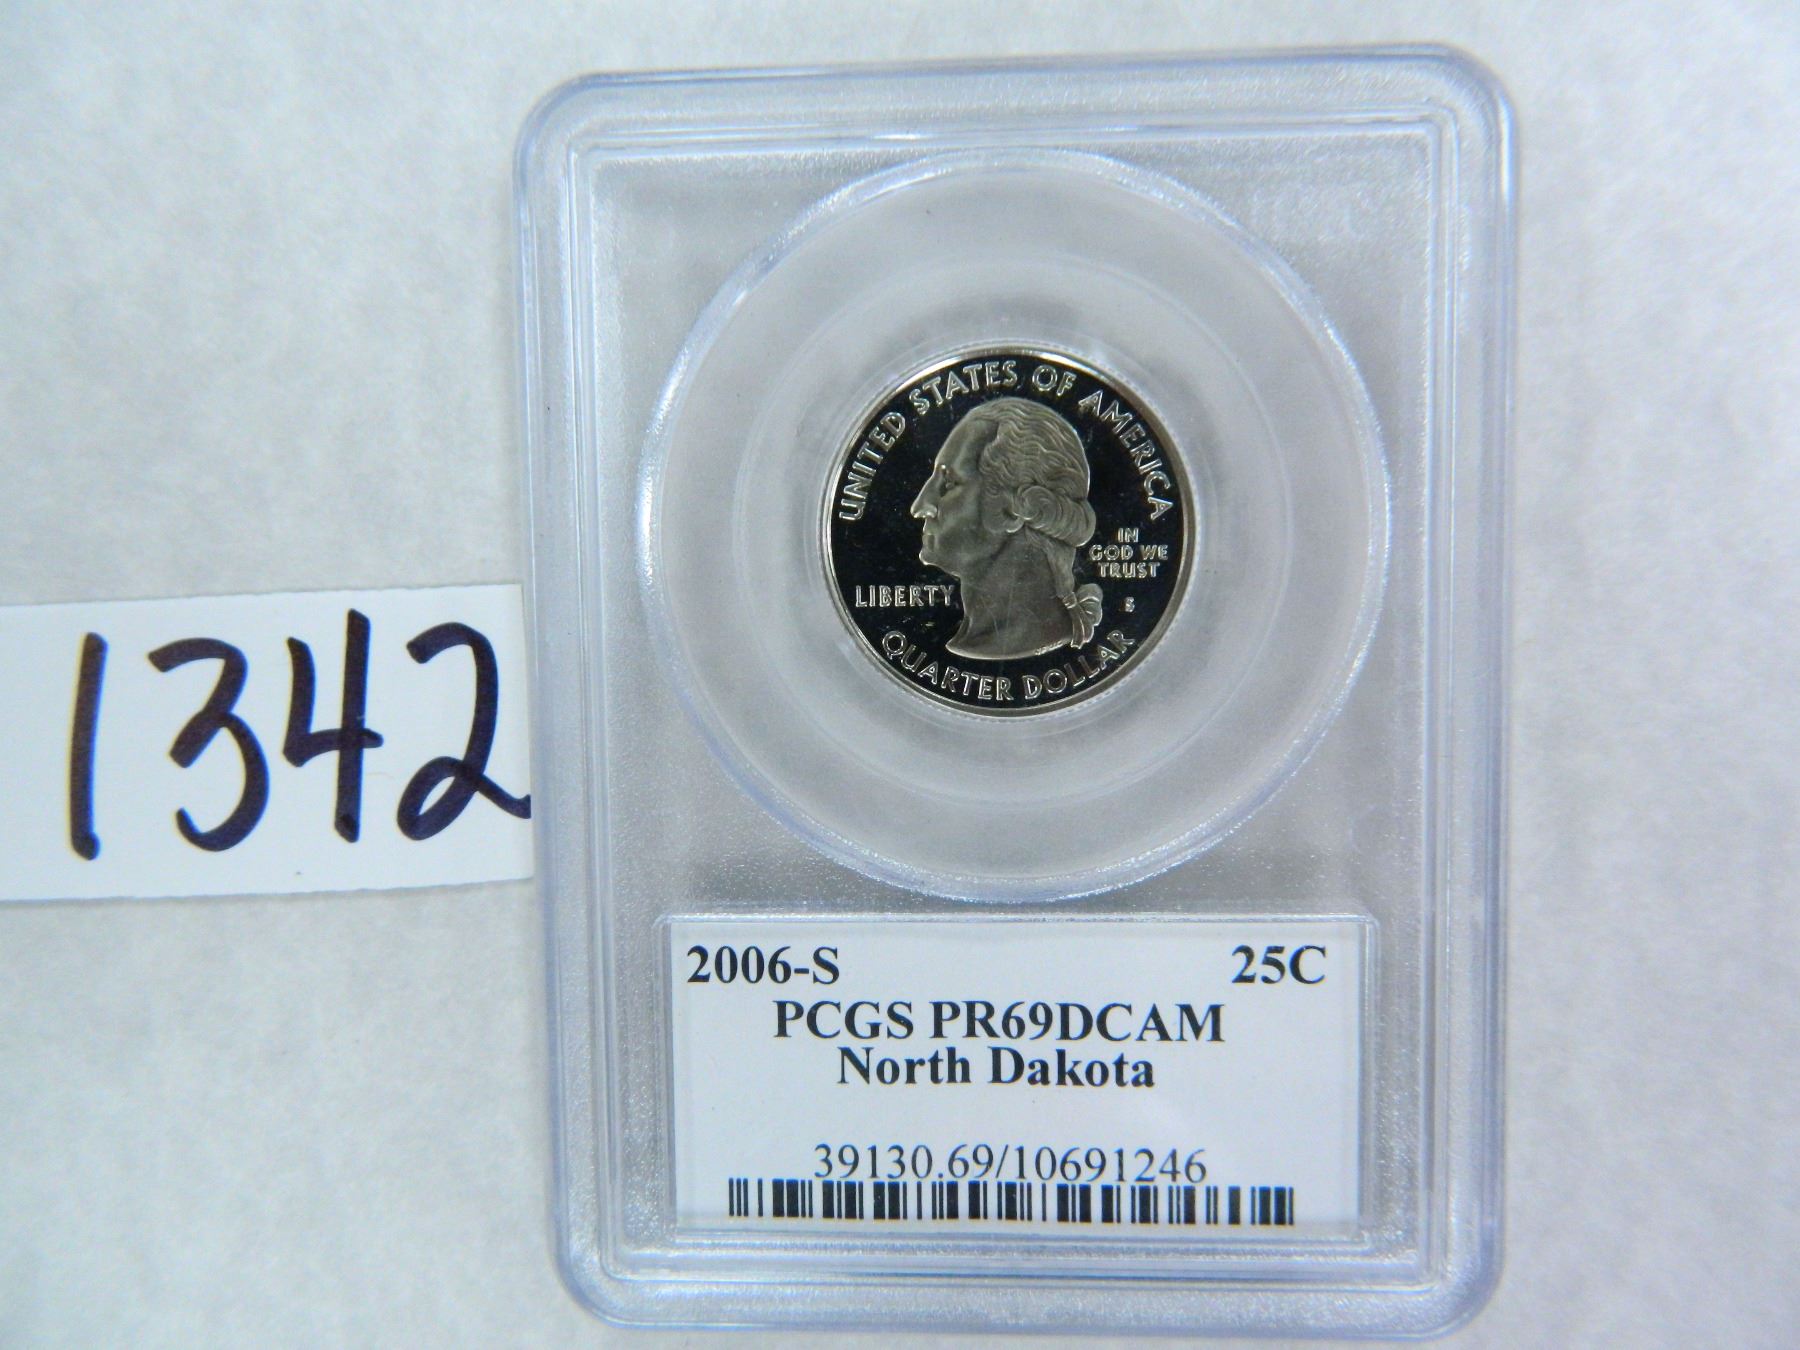 1342
UNITED STATES OF AMERICA
IN
GOD WE
TRUST
LIBERTY
S
QUARTER DOLLAR
2006-S 25C
PCGS PR69DCAM
North Dakota
39130.69/10691246